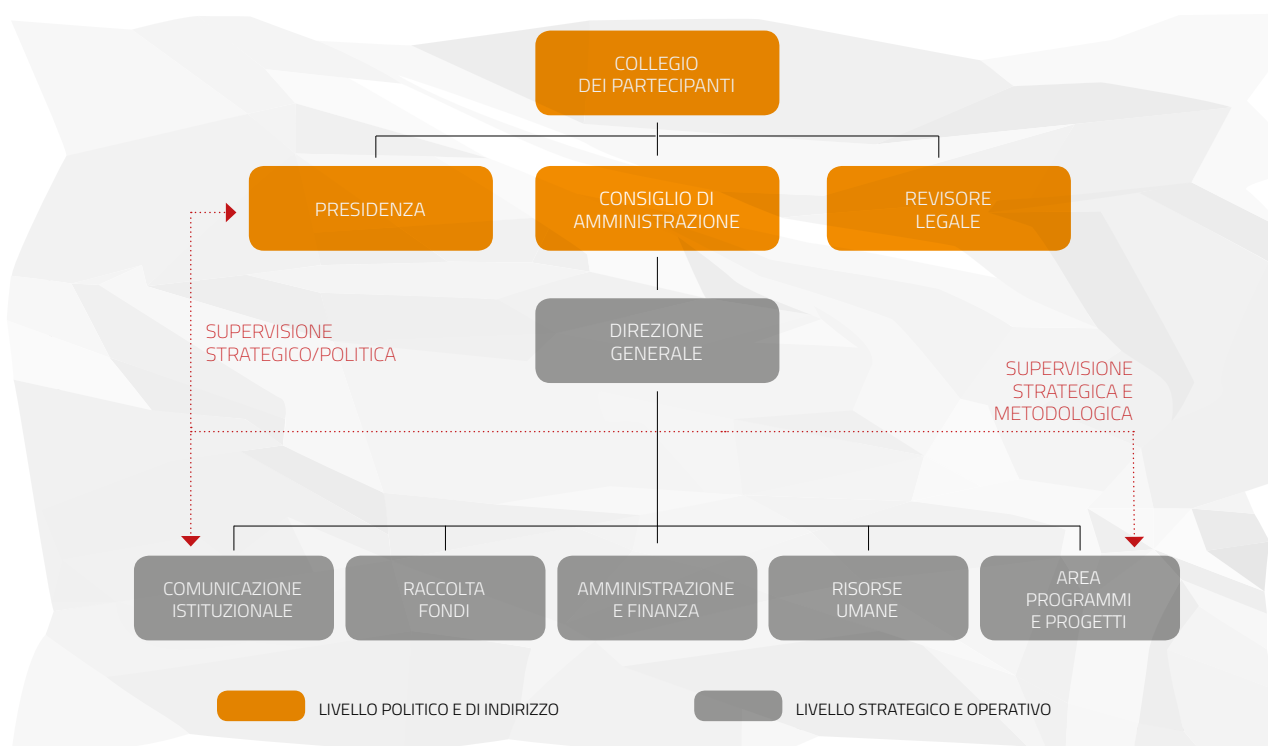 COLLEGIO
DEI PARTECIPANTI
PRESIDENZA
CONSIGLIO DI
AMMINISTRAZIONE
REVISORE
LEGALE
DIREZIONE
GENERALE
SUPERVISIONE
STRATEGICO/POLITICA
SUPERVISIONE
STRATEGICA E
METODOLOGICA
COMUNICAZIONE
ISTITUZIONALE
RACCOLTA
FONDI
AMMINISTRAZIONE
E FINANZA
RISORSE
UMANE
AREA
PROGRAMMI
E PROGETTI
LIVELLO POLITICO E DI INDIRIZZO
LIVELLO STRATEGICO E OPERATIVO